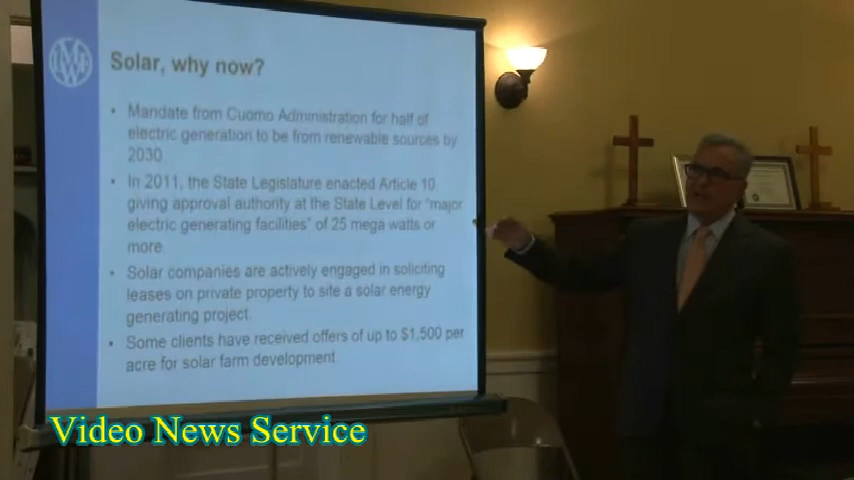 Solar, why now?
• Mandate from Cuomo Administration for half of
electric generation to be from renewable sources by
2030.
• In 2011, the State Legislature enacted Article 10,
giving approval authority at the State Level for “major
electric generating facilities” of 25 mega watts or
more.
• Solar companies are actively engaged in soliciting
leases on private property to site a solar energy
generating project.
• Some clients have received offers of up to $1,500 per
acre for solar farm development.
Video News Service